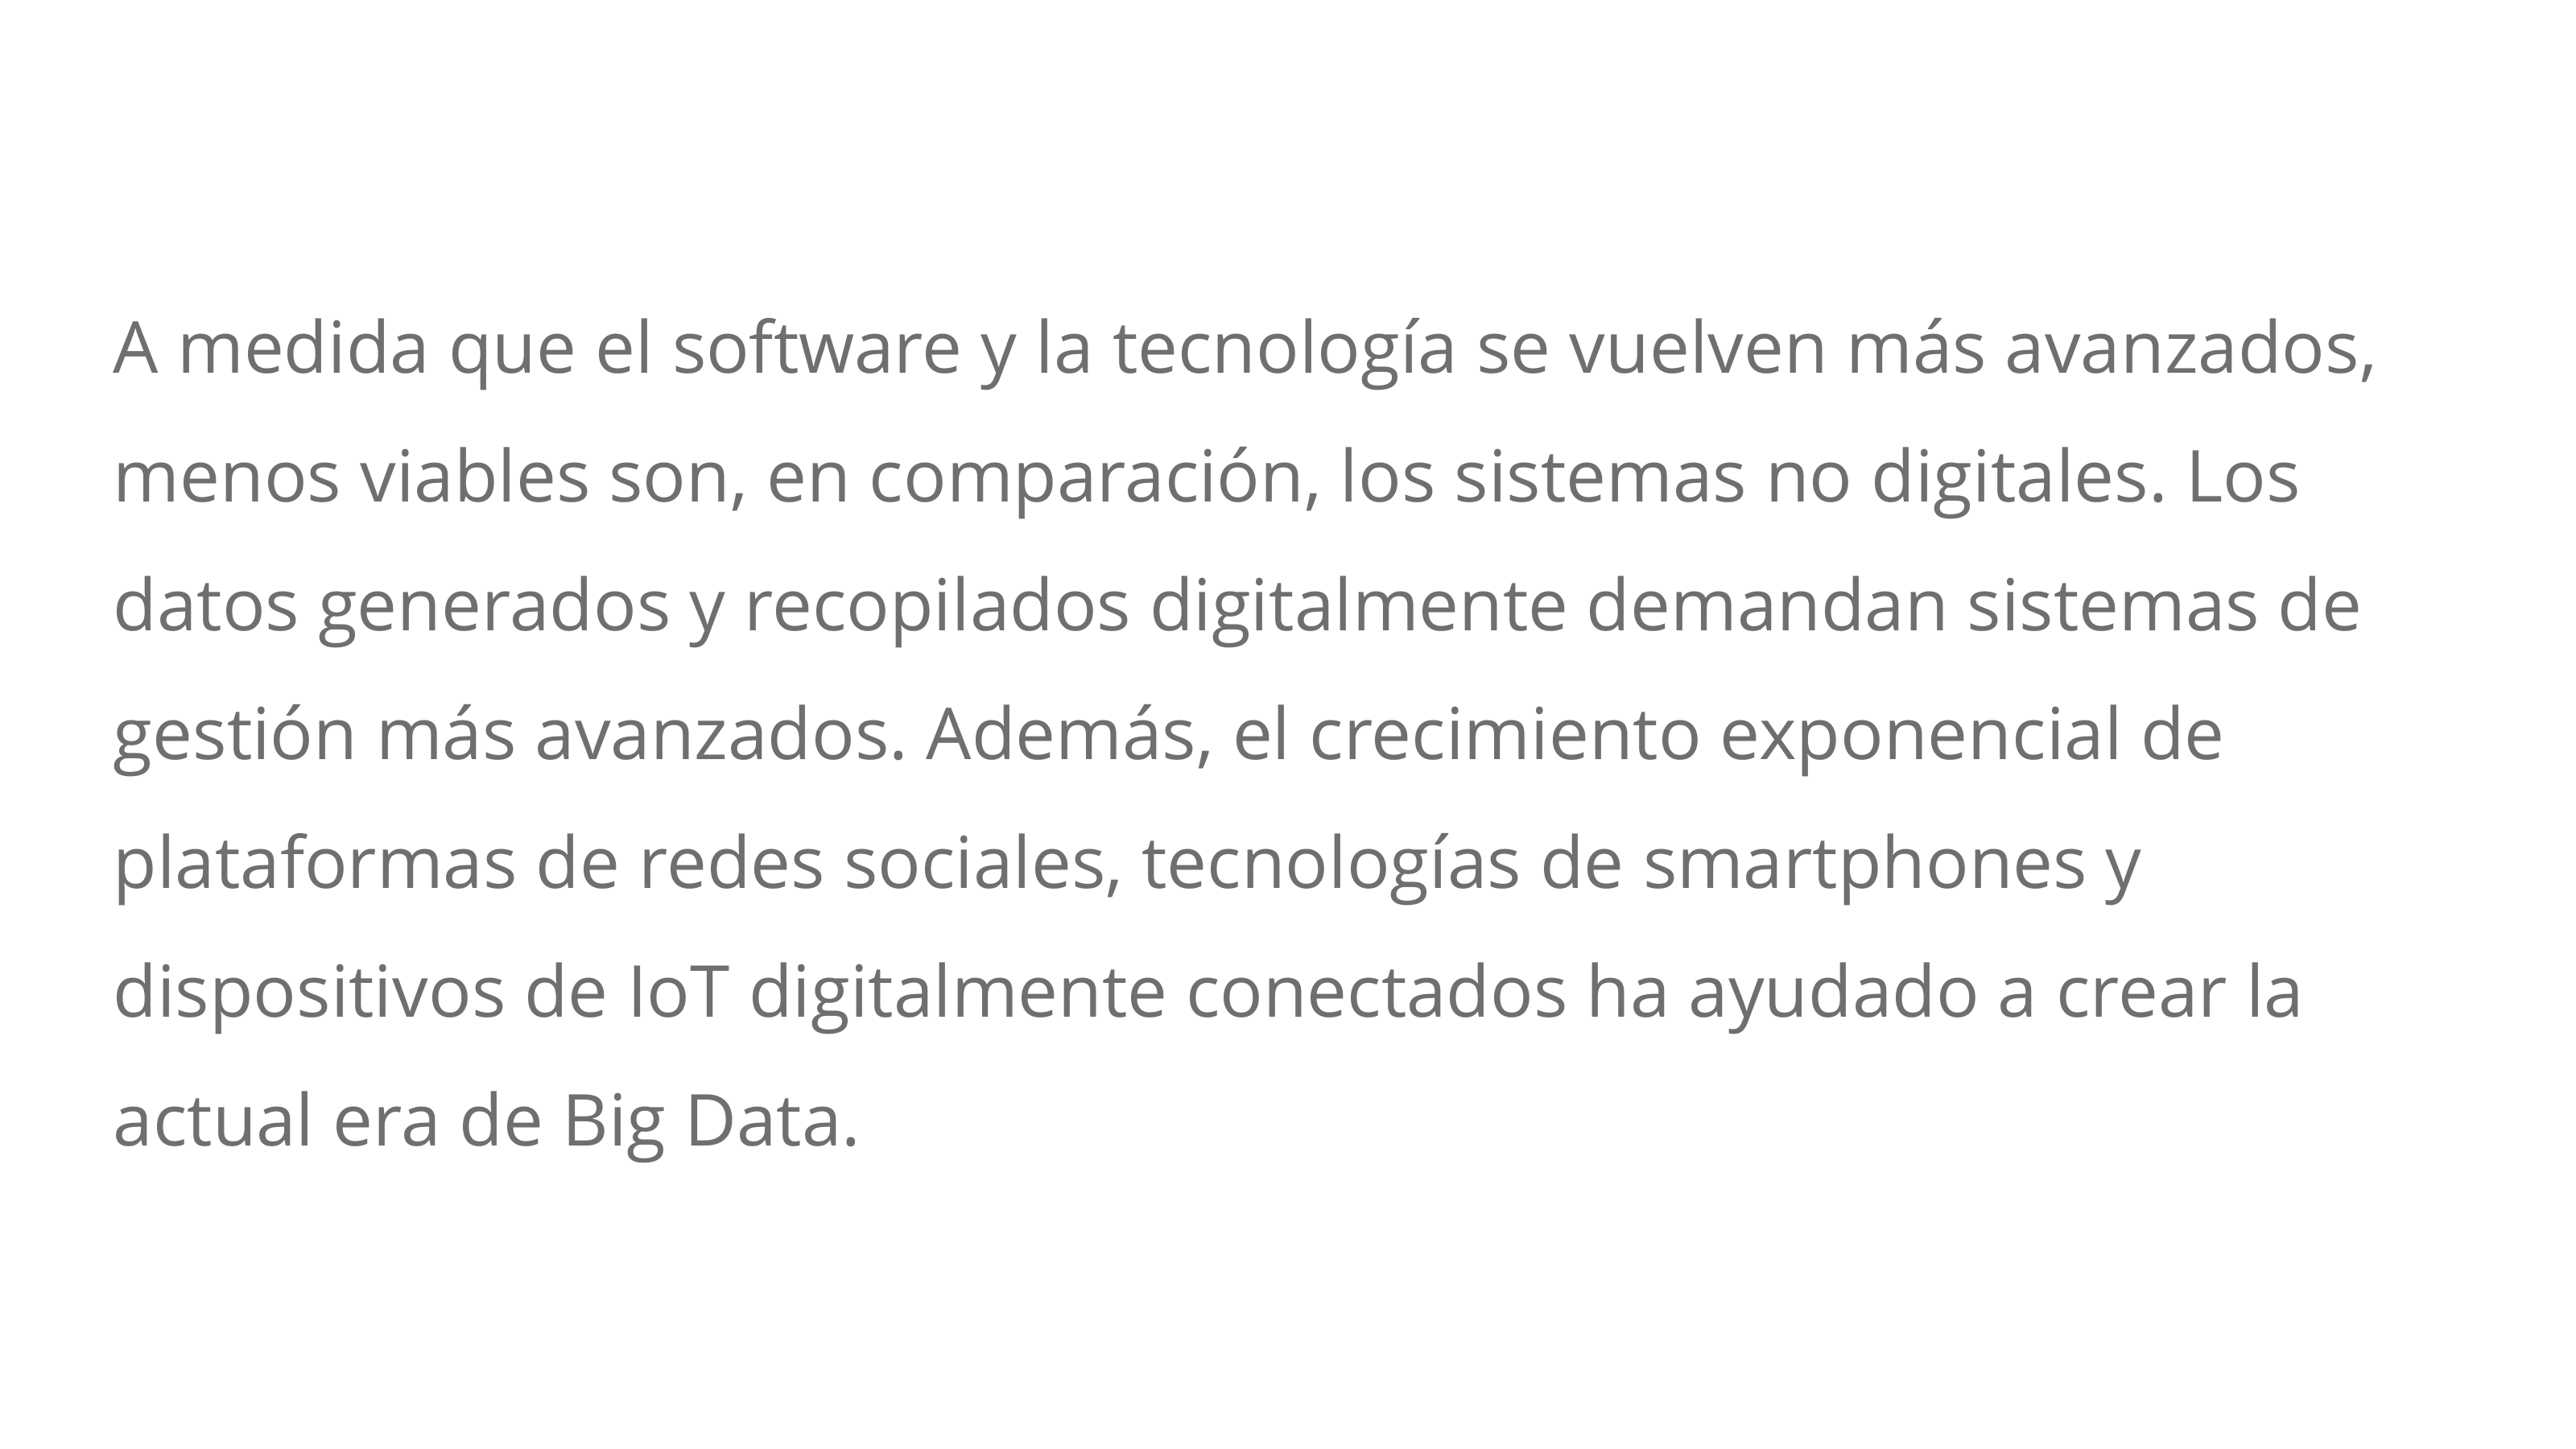 A medida que el software y la tecnología se vuelven más avanzados,
menos viables son, en comparación, los sistemas no digitales. Los
datos generados y recopilados digitalmente demandan sistemas de
gestión más avanzados. Además, el crecimiento exponencial de
plataformas de redes sociales, tecnologías de smartphones y
dispositivos de IoT digitalmente conectados ha ayudado a crear la
actual era de Big Data.